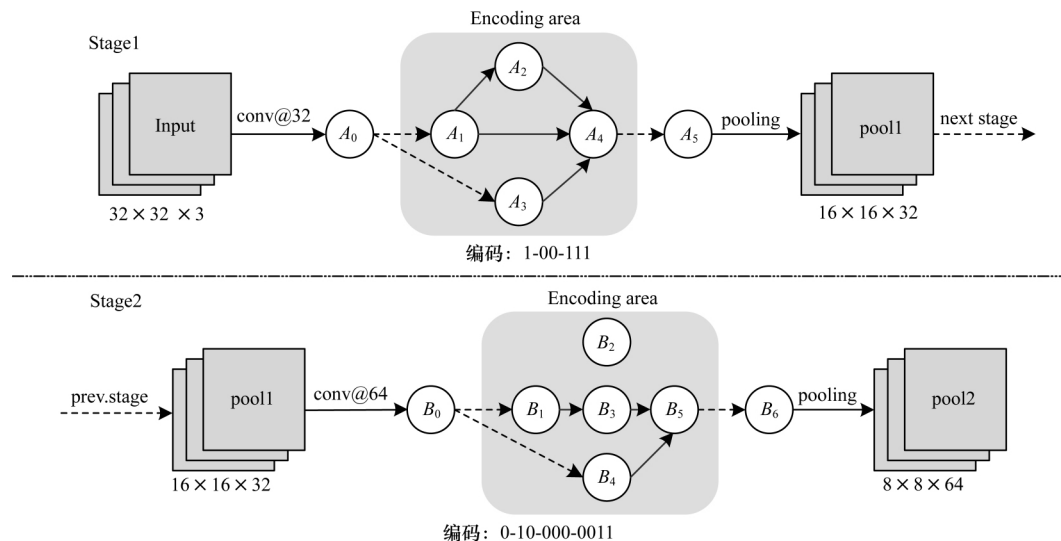 Encoding area
Stage1
Input
conv@32
A0
A1
A2
A3
A4
A5
pooling
pool1
next stage
32 × 32 × 3
16 × 16 × 32
编码：1-00-111
Stage2
Encoding area
prev.stage
pool1
conv@64
B0
B1
B2
B3
B4
B5
B6
pooling
pool2
16 × 16 × 32
8 × 8 × 64
编码：0-10-000-0011